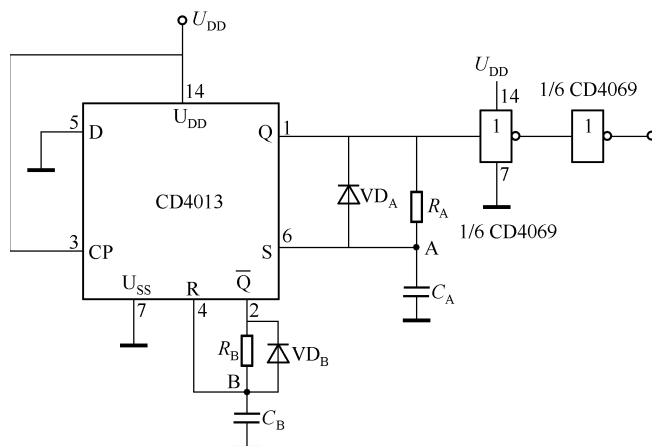 U_DD
14
U_DD
5
D
Q
1
CD4013
3
CP
S
6
U_SS
R
Q̅
7
4
2
VD_A
R_A
A
C_A
R_B
VD_B
B
C_B
U_DD
14
1/6 CD4069
1
1
7
1/6 CD4069